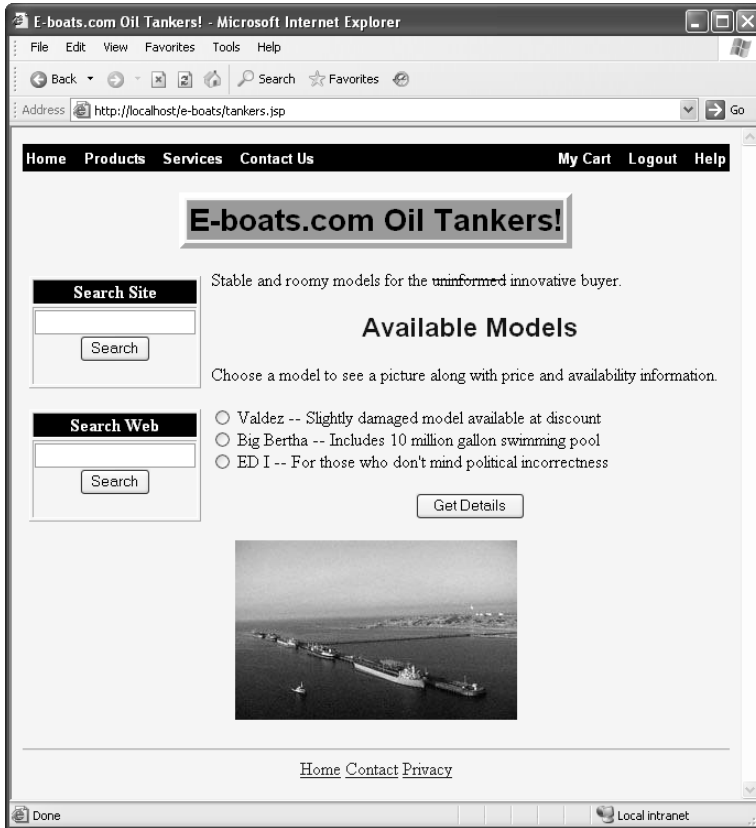 E-boats.com Oil Tankers! - Microsoft Internet Explorer
File Edit View Favorites Tools Help
Back Search Favorites
Address http://localhost/e-boats/tankers.jsp Go
Home Products Services Contact Us My Cart Logout Help
E-boats.com Oil Tankers!
Search Site
Search
Search Web
Search
Stable and roomy models for the uninformed innovative buyer.
Available Models
Choose a model to see a picture along with price and availability information.
Valdez -- Slightly damaged model available at discount
Big Bertha -- Includes 10 million gallon swimming pool
ED I -- For those who don't mind political incorrectness
Get Details
Home Contact Privacy
Done Local intranet